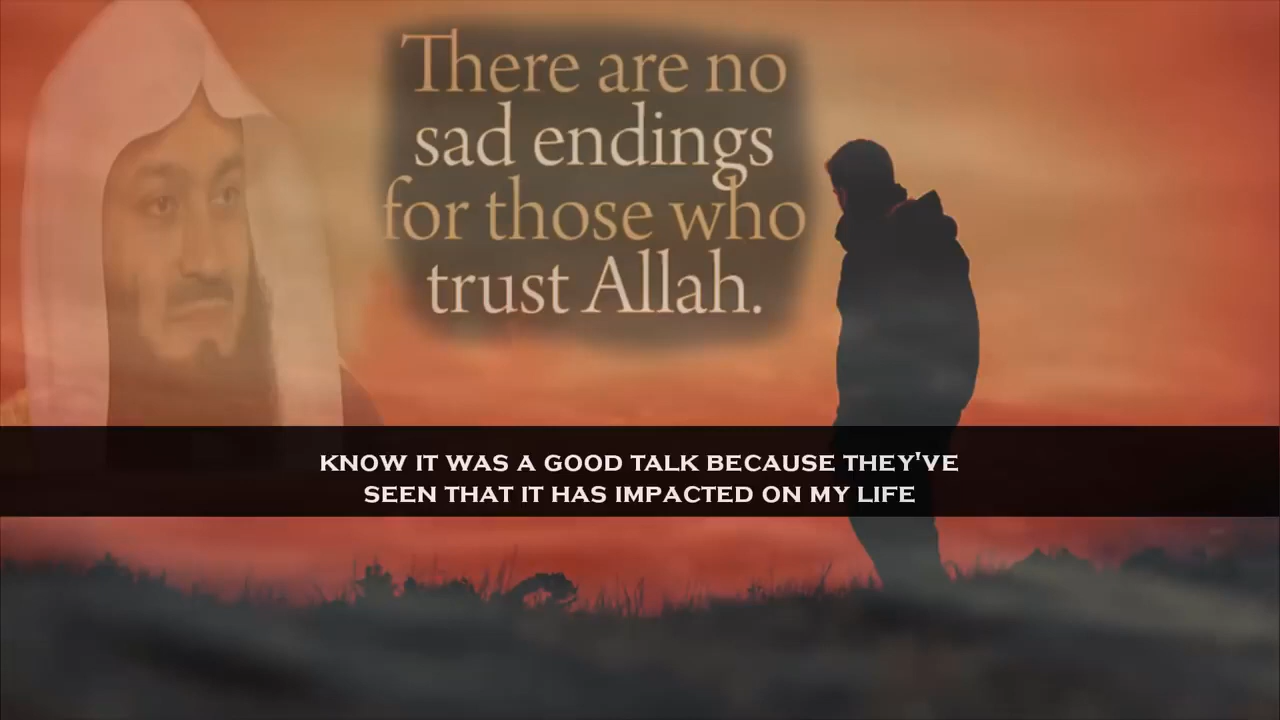 There are no
sad endings
for those who
trust Allah.
KNOW IT WAS A GOOD TALK BECAUSE THEY'VE
SEEN THAT IT HAS IMPACTED ON MY LIFE